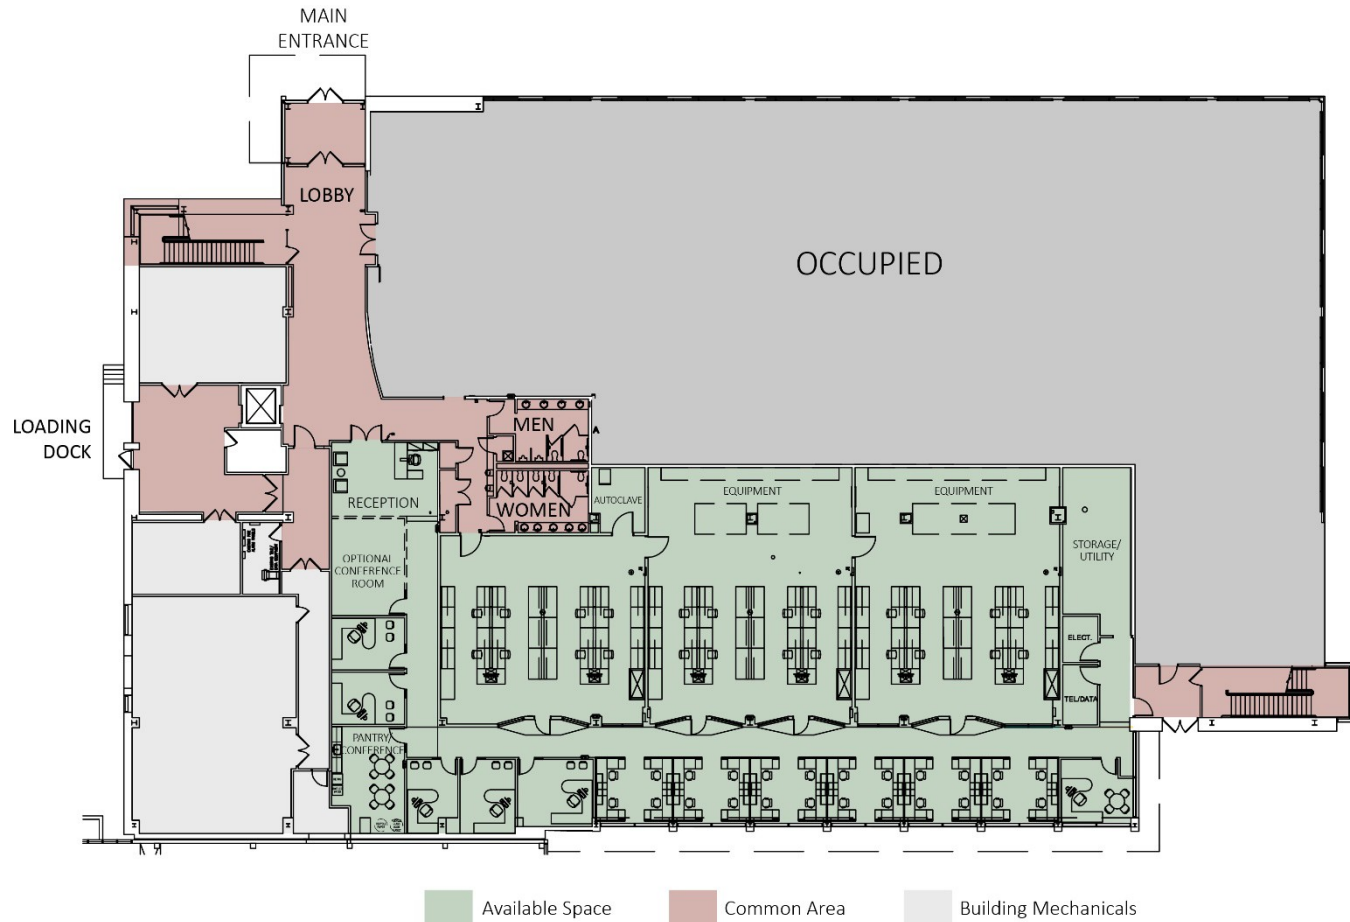 MAIN
ENTRANCE
LOBBY
OCCUPIED
LOADING
DOCK
MEN
WOMEN
RECEPTION
AUTOCLAVE
EQUIPMENT
EQUIPMENT
STORAGE/
UTILITY
OPTIONAL
CONFERENCE
ROOM
ELECT.
TEL/DATA
PANTRY/
CONFERENCE
A
Available Space
Common Area
Building Mechanicals